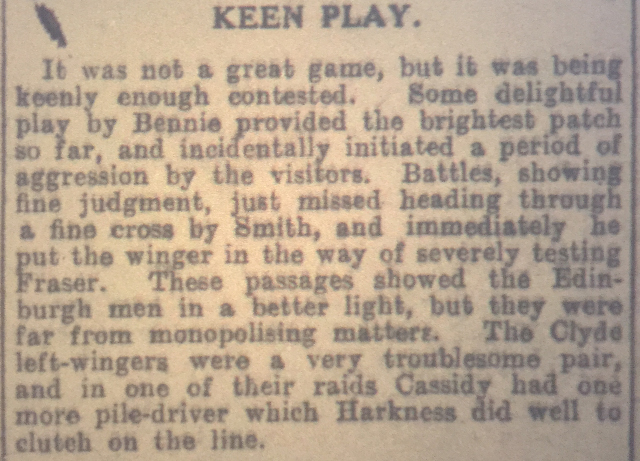 KEEN PLAY.
It was not a great game, but it was being
keenly enough contested. Some delightful
play by Bennie provided the brightest patch
so far, and incidentally initiated a period of
aggression by the visitors. Battles, showing
fine judgment, just missed heading through
a fine cross by Smith, and immediately he
put the winger in the way of severely testing
Fraser. These passages showed the Edin-
burgh men in a better light, but they were
far from monopolising matters. The Clyde
left-wingers were a very troublesome pair,
and in one of their raids Cassidy had one
more pile-driver which Harkness did well to
clutch on the line.